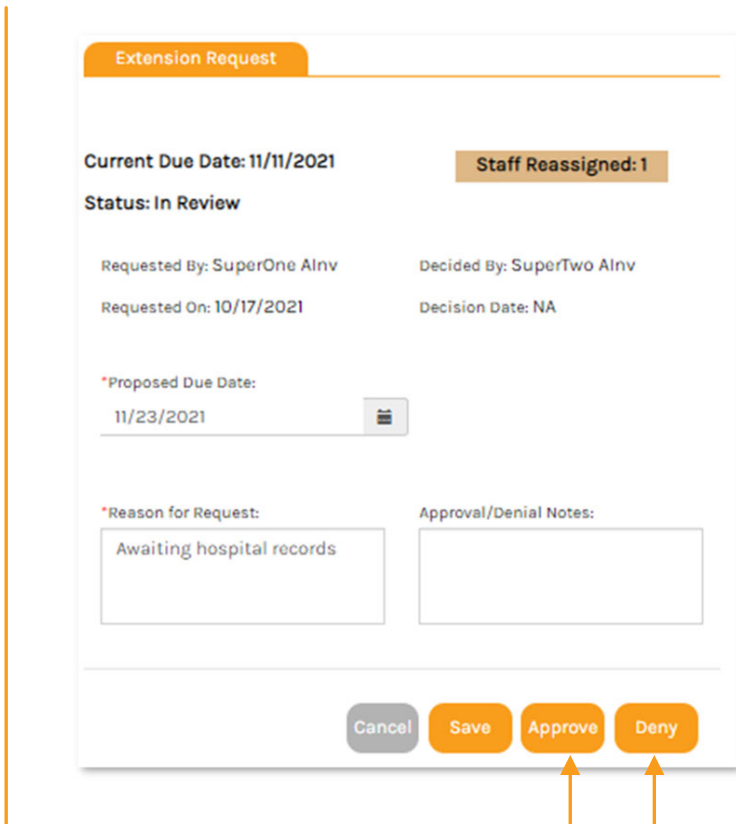 Extension Request
Current Due Date: 11/11/2021
Staff Reassigned: 1
Status: In Review
Requested By: SuperOne AInv
Decided By: SuperTwo AInv
Requested On: 10/17/2021
Decision Date: NA
*Proposed Due Date:
11/23/2021
*Reason for Request:
Approval/Denial Notes:
Awaiting hospital records
Cancel
Save
Approve
Deny